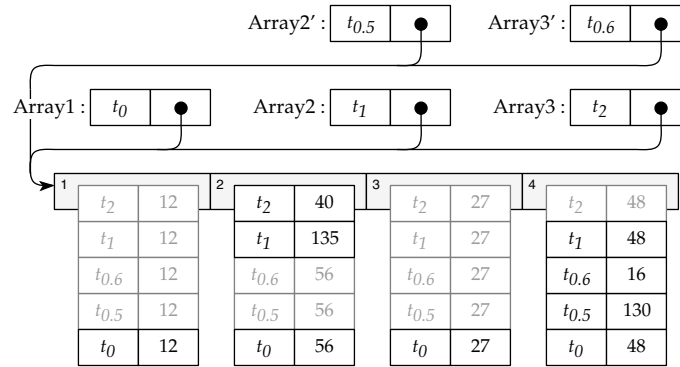 Array2' : t0.5 Array3' : t0.6
Array1 : t0 Array2 : t1 Array3 : t2
1 2 3 4
t2 12 t2 40 t2 27 t2 48
t1 12 t1 135 t1 27 t1 48
t0.6 12 t0.6 56 t0.6 27 t0.6 16
t0.5 12 t0.5 56 t0.5 27 t0.5 130
t0 12 t0 56 t0 27 t0 48